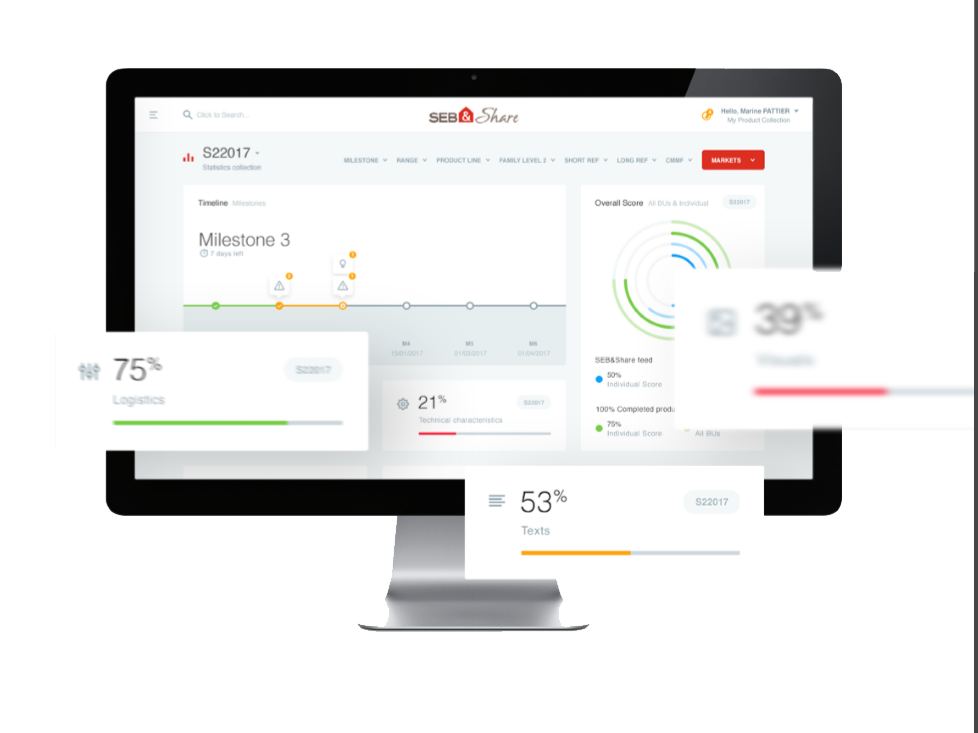 Click to Search...
SEB&Share
Hello, Marine PATTIER
My Product Collection
S22017
Statistics collection
MILESTONE RANGE PRODUCT LINE FAMILY LEVEL 2 SHORT REF LONG REF CMMF MARKETS
Timeline Milestones
Milestone 3
7 days left
M4 M5 M6
13/01/2017 01/03/2017 01/04/2017
Overall Score All BUs & Individual S22017
SEB&Share feed
50%
Individual Score
100% Completed produ
75%
Individual Score
All BUs
39%
Visuals
75%
S22017
Logistics
21%
S22017
Technical characteristics
53%
S22017
Texts